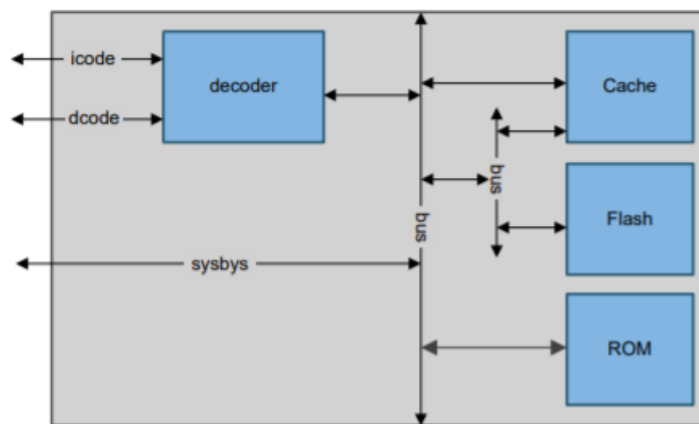 icode
decoder
dcode
sysbys
bus
bus
Cache
Flash
ROM